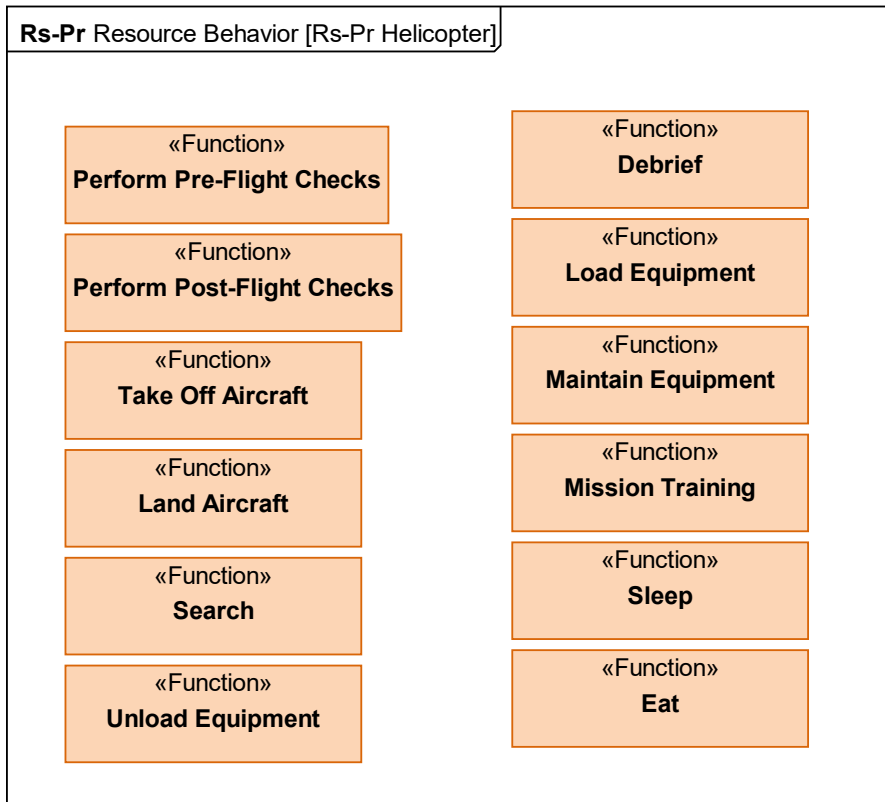 Rs-Pr Resource Behavior [Rs-Pr Helicopter]
«Function»
Perform Pre-Flight Checks
«Function»
Perform Post-Flight Checks
«Function»
Take Off Aircraft
«Function»
Land Aircraft
«Function»
Search
«Function»
Unload Equipment
«Function»
Debrief
«Function»
Load Equipment
«Function»
Maintain Equipment
«Function»
Mission Training
«Function»
Sleep
«Function»
Eat